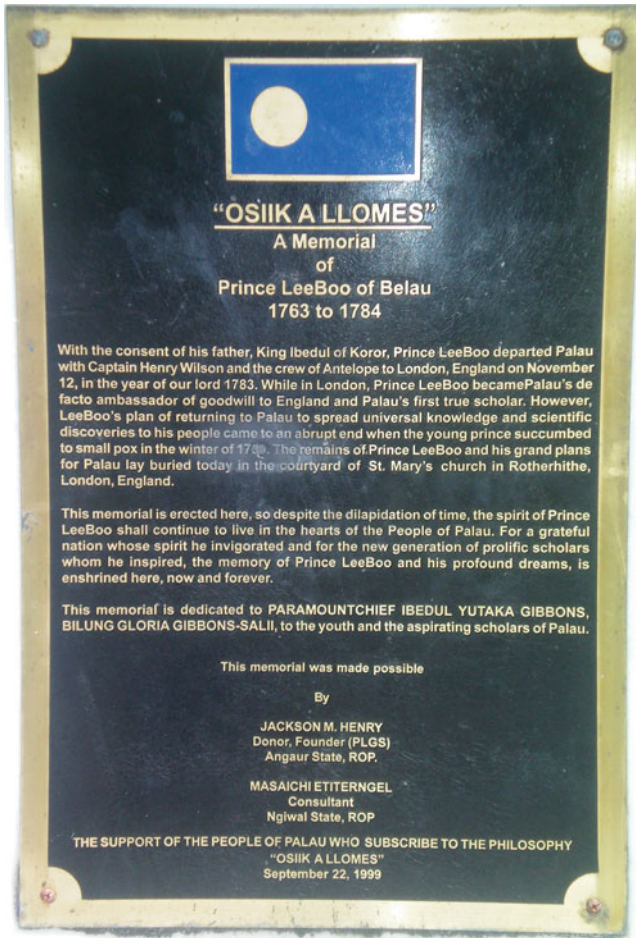 “OSIIK A LLOMES”
A Memorial
of
Prince LeeBoo of Belau
1763 to 1784
With the consent of his father, King Ibedul of Koror, Prince LeeBoo departed Palau
with Captain Henry Wilson and the crew of Antelope to London, England on November
12, in the year of our lord 1783. While in London, Prince LeeBoo becamePalau's de
facto ambassador of goodwill to England and Palau's first true scholar. However,
LeeBoo's plan of returning to Palau to spread universal knowledge and scientific
discoveries to his people came to an abrupt end when the young prince succumbed
to small pox in the winter of The remains of Prince LeeBoo and his grand plans
for Palau lay buried today in the courtyard of St. Mary's church in Rotherhithe,
London, England.
This memorial is erected here, so despite the dilapidation of time, the spirit of Prince
LeeBoo shall continue to live in the hearts of the People of Palau. For a grateful
nation whose spirit he invigorated and for the new generation of prolific scholars
whom he inspired, the memory of Prince LeeBoo and his profound dreams, is
enshrined here, now and forever.
This memorial is dedicated to PARAMOUNTCHIEF IBEDUL YUTAKA GIBBONS,
BILUNG GLORIA GIBBONS-SALII, to the youth and the aspirating scholars of Palau.
This memorial was made possible
By
JACKSON M. HENRY
Donor, Founder (PLGS)
Angaur State, ROP.
MASAICHI ETITERNGEL
Consultant
Ngiwal State, ROP
THE SUPPORT OF THE PEOPLE OF PALAU WHO SUBSCRIBE TO THE PHILOSOPHY
“OSIIK A LLOMES”
September 22, 1999